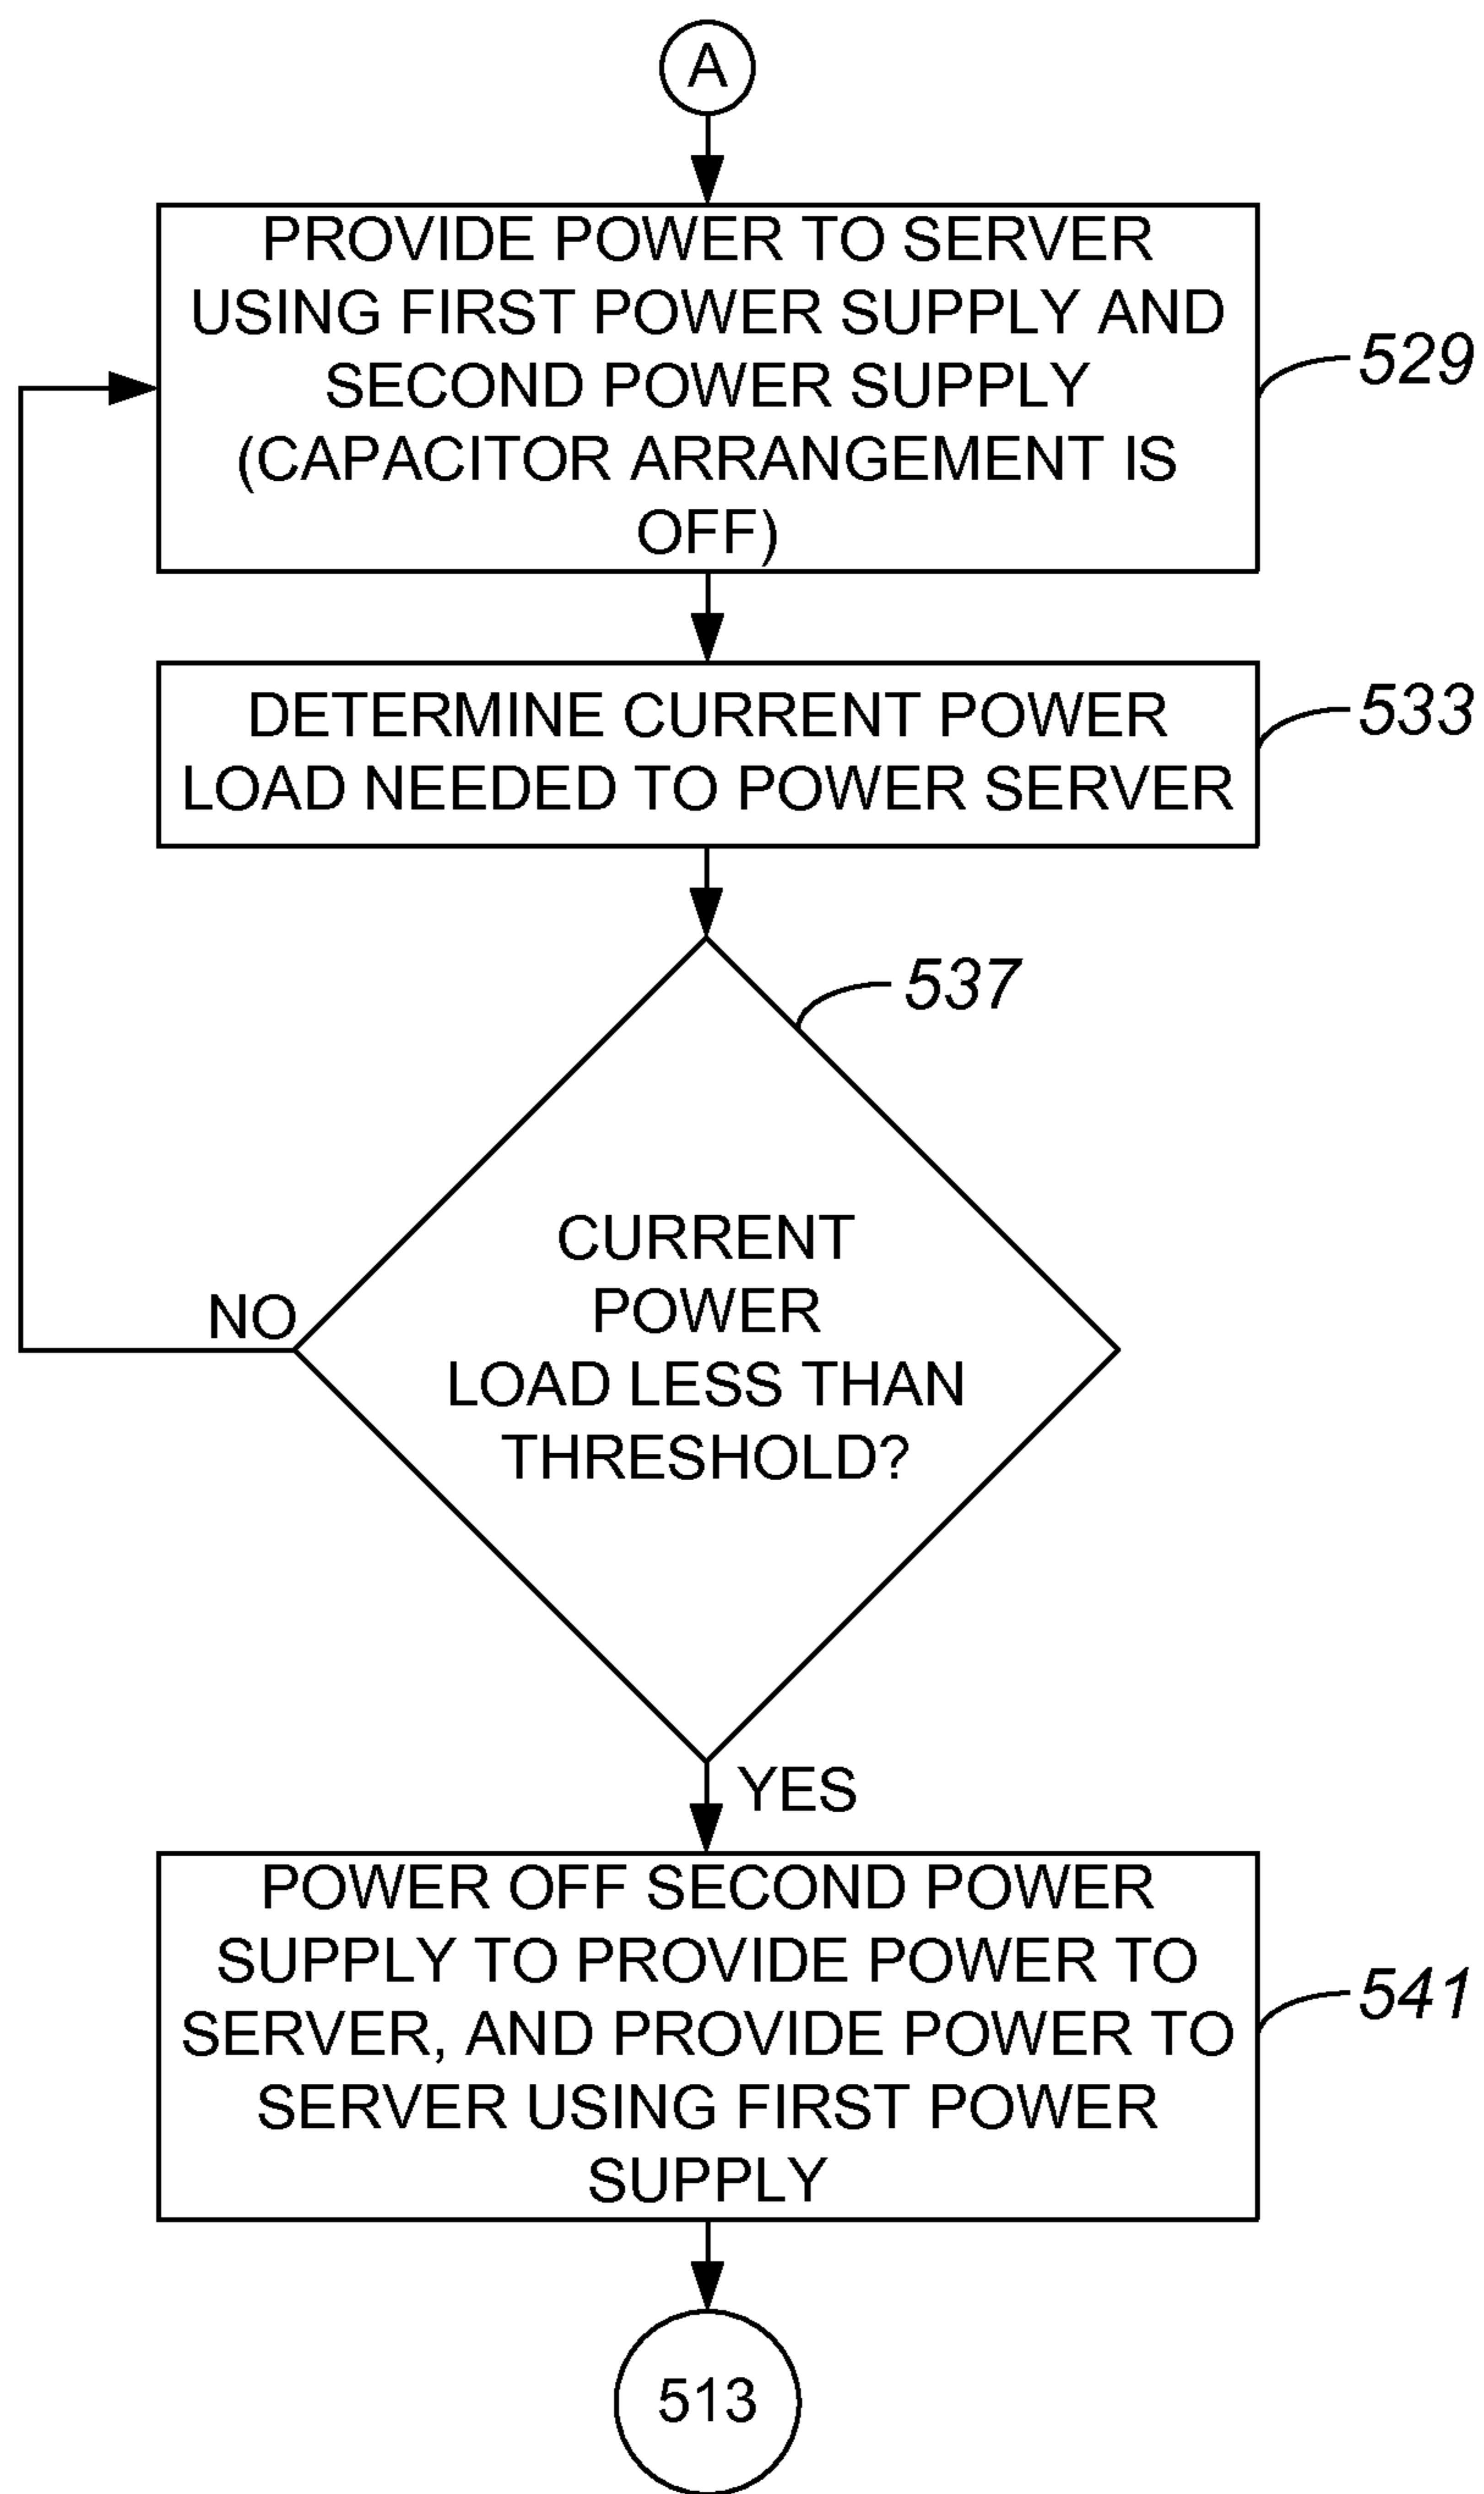 A
PROVIDE POWER TO SERVER
USING FIRST POWER SUPPLY AND
SECOND POWER SUPPLY
(CAPACITOR ARRANGEMENT IS
OFF)
529
DETERMINE CURRENT POWER
LOAD NEEDED TO POWER SERVER
533
537
CURRENT
POWER
LOAD LESS THAN
THRESHOLD?
NO
YES
POWER OFF SECOND POWER
SUPPLY TO PROVIDE POWER TO
SERVER, AND PROVIDE POWER TO
SERVER USING FIRST POWER
SUPPLY
541
513